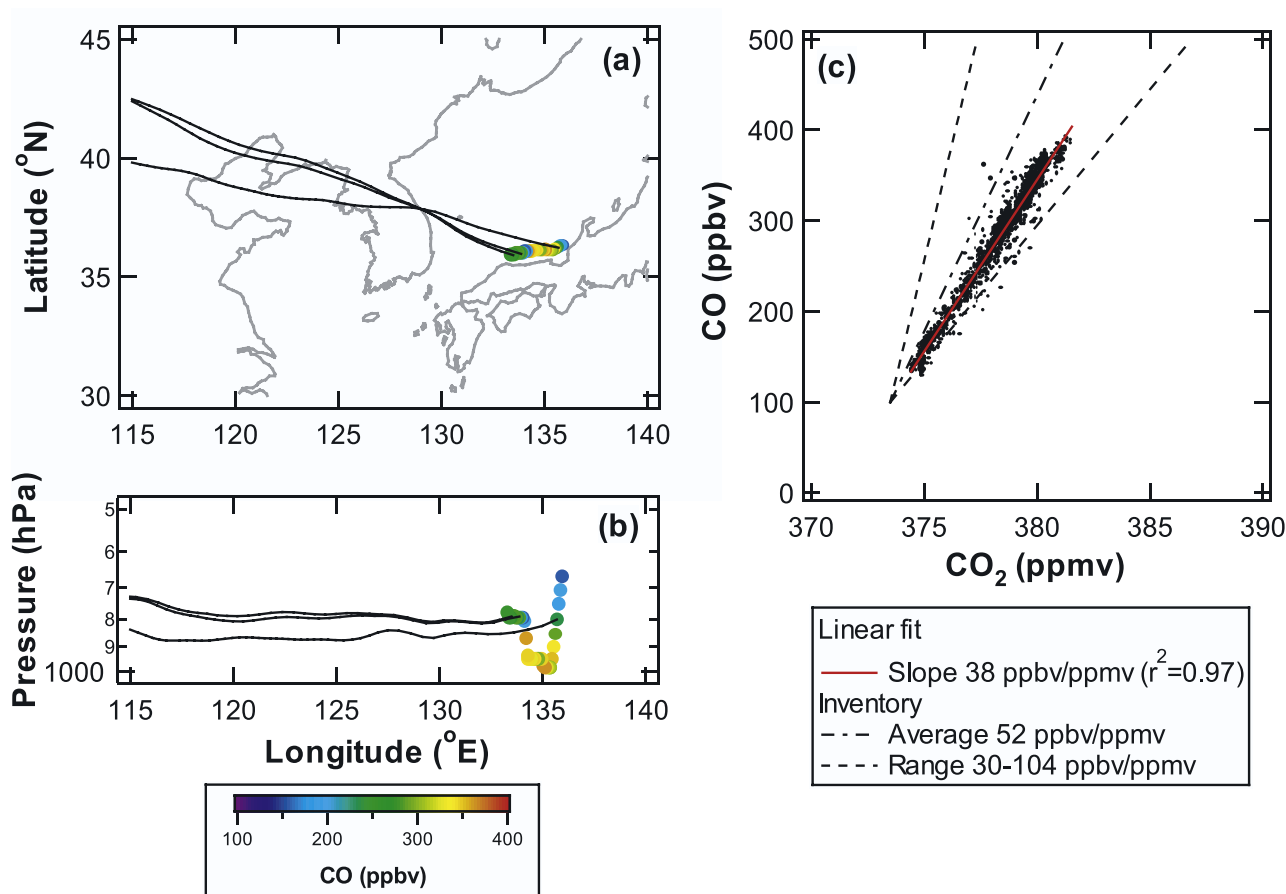 45
40
35
30
Latitude (°N)
(a)
115
120
125
130
135
140
5
6
7
8
9
1000
Pressure (hPa)
(b)
115
120
125
130
135
140
Longitude (°E)
100
200
300
400
CO (ppbv)
500
400
300
200
100
0
CO (ppbv)
(c)
370
375
380
385
390
CO₂ (ppmv)
Linear fit
Slope 38 ppbv/ppmv (r²=0.97)
Inventory
Average 52 ppbv/ppmv
Range 30-104 ppbv/ppmv